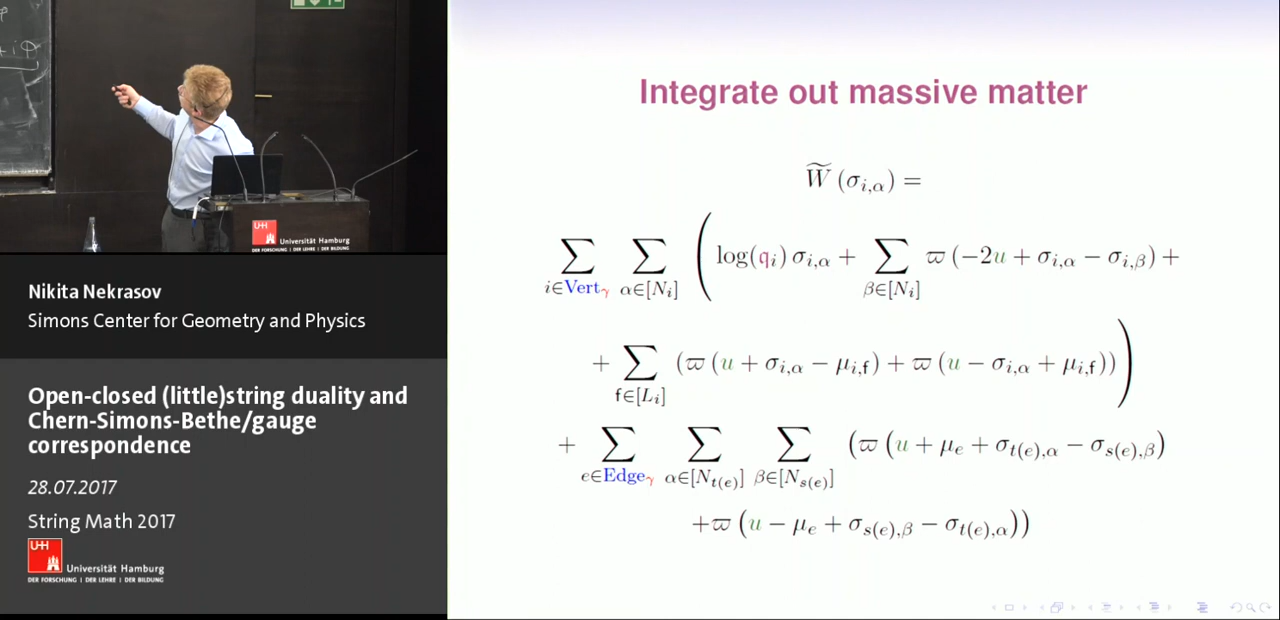 UH
Universität Hamburg
DER FORSCHUNG | DER LEHRE | DER BILDUNG
Nikita Nekrasov
Simons Center for Geometry and Physics
Open-closed (little)string duality and
Chern-Simons-Bethe/gauge
correspondence
28.07.2017
String Math 2017
UH
Universität Hamburg
DER FORSCHUNG | DER LEHRE | DER BILDUNG
Integrate out massive matter
W̃ (σ_{i,α}) =
∑_{i∈Vert_γ} ∑_{α∈[N_i]} ( log(𝔮_i) σ_{i,α} + ∑_{β∈[N_i]} ϖ (−2u + σ_{i,α} − σ_{i,β}) +
+ ∑_{f∈[L_i]} (ϖ (u + σ_{i,α} − μ_{i,f}) + ϖ (u − σ_{i,α} + μ_{i,f})) )
+ ∑_{e∈Edge_γ} ∑_{α∈[N_{t(e)}]} ∑_{β∈[N_{s(e)}]} (ϖ (u + μ_e + σ_{t(e),α} − σ_{s(e),β})
+ϖ (u − μ_e + σ_{s(e),β} − σ_{t(e),α}))